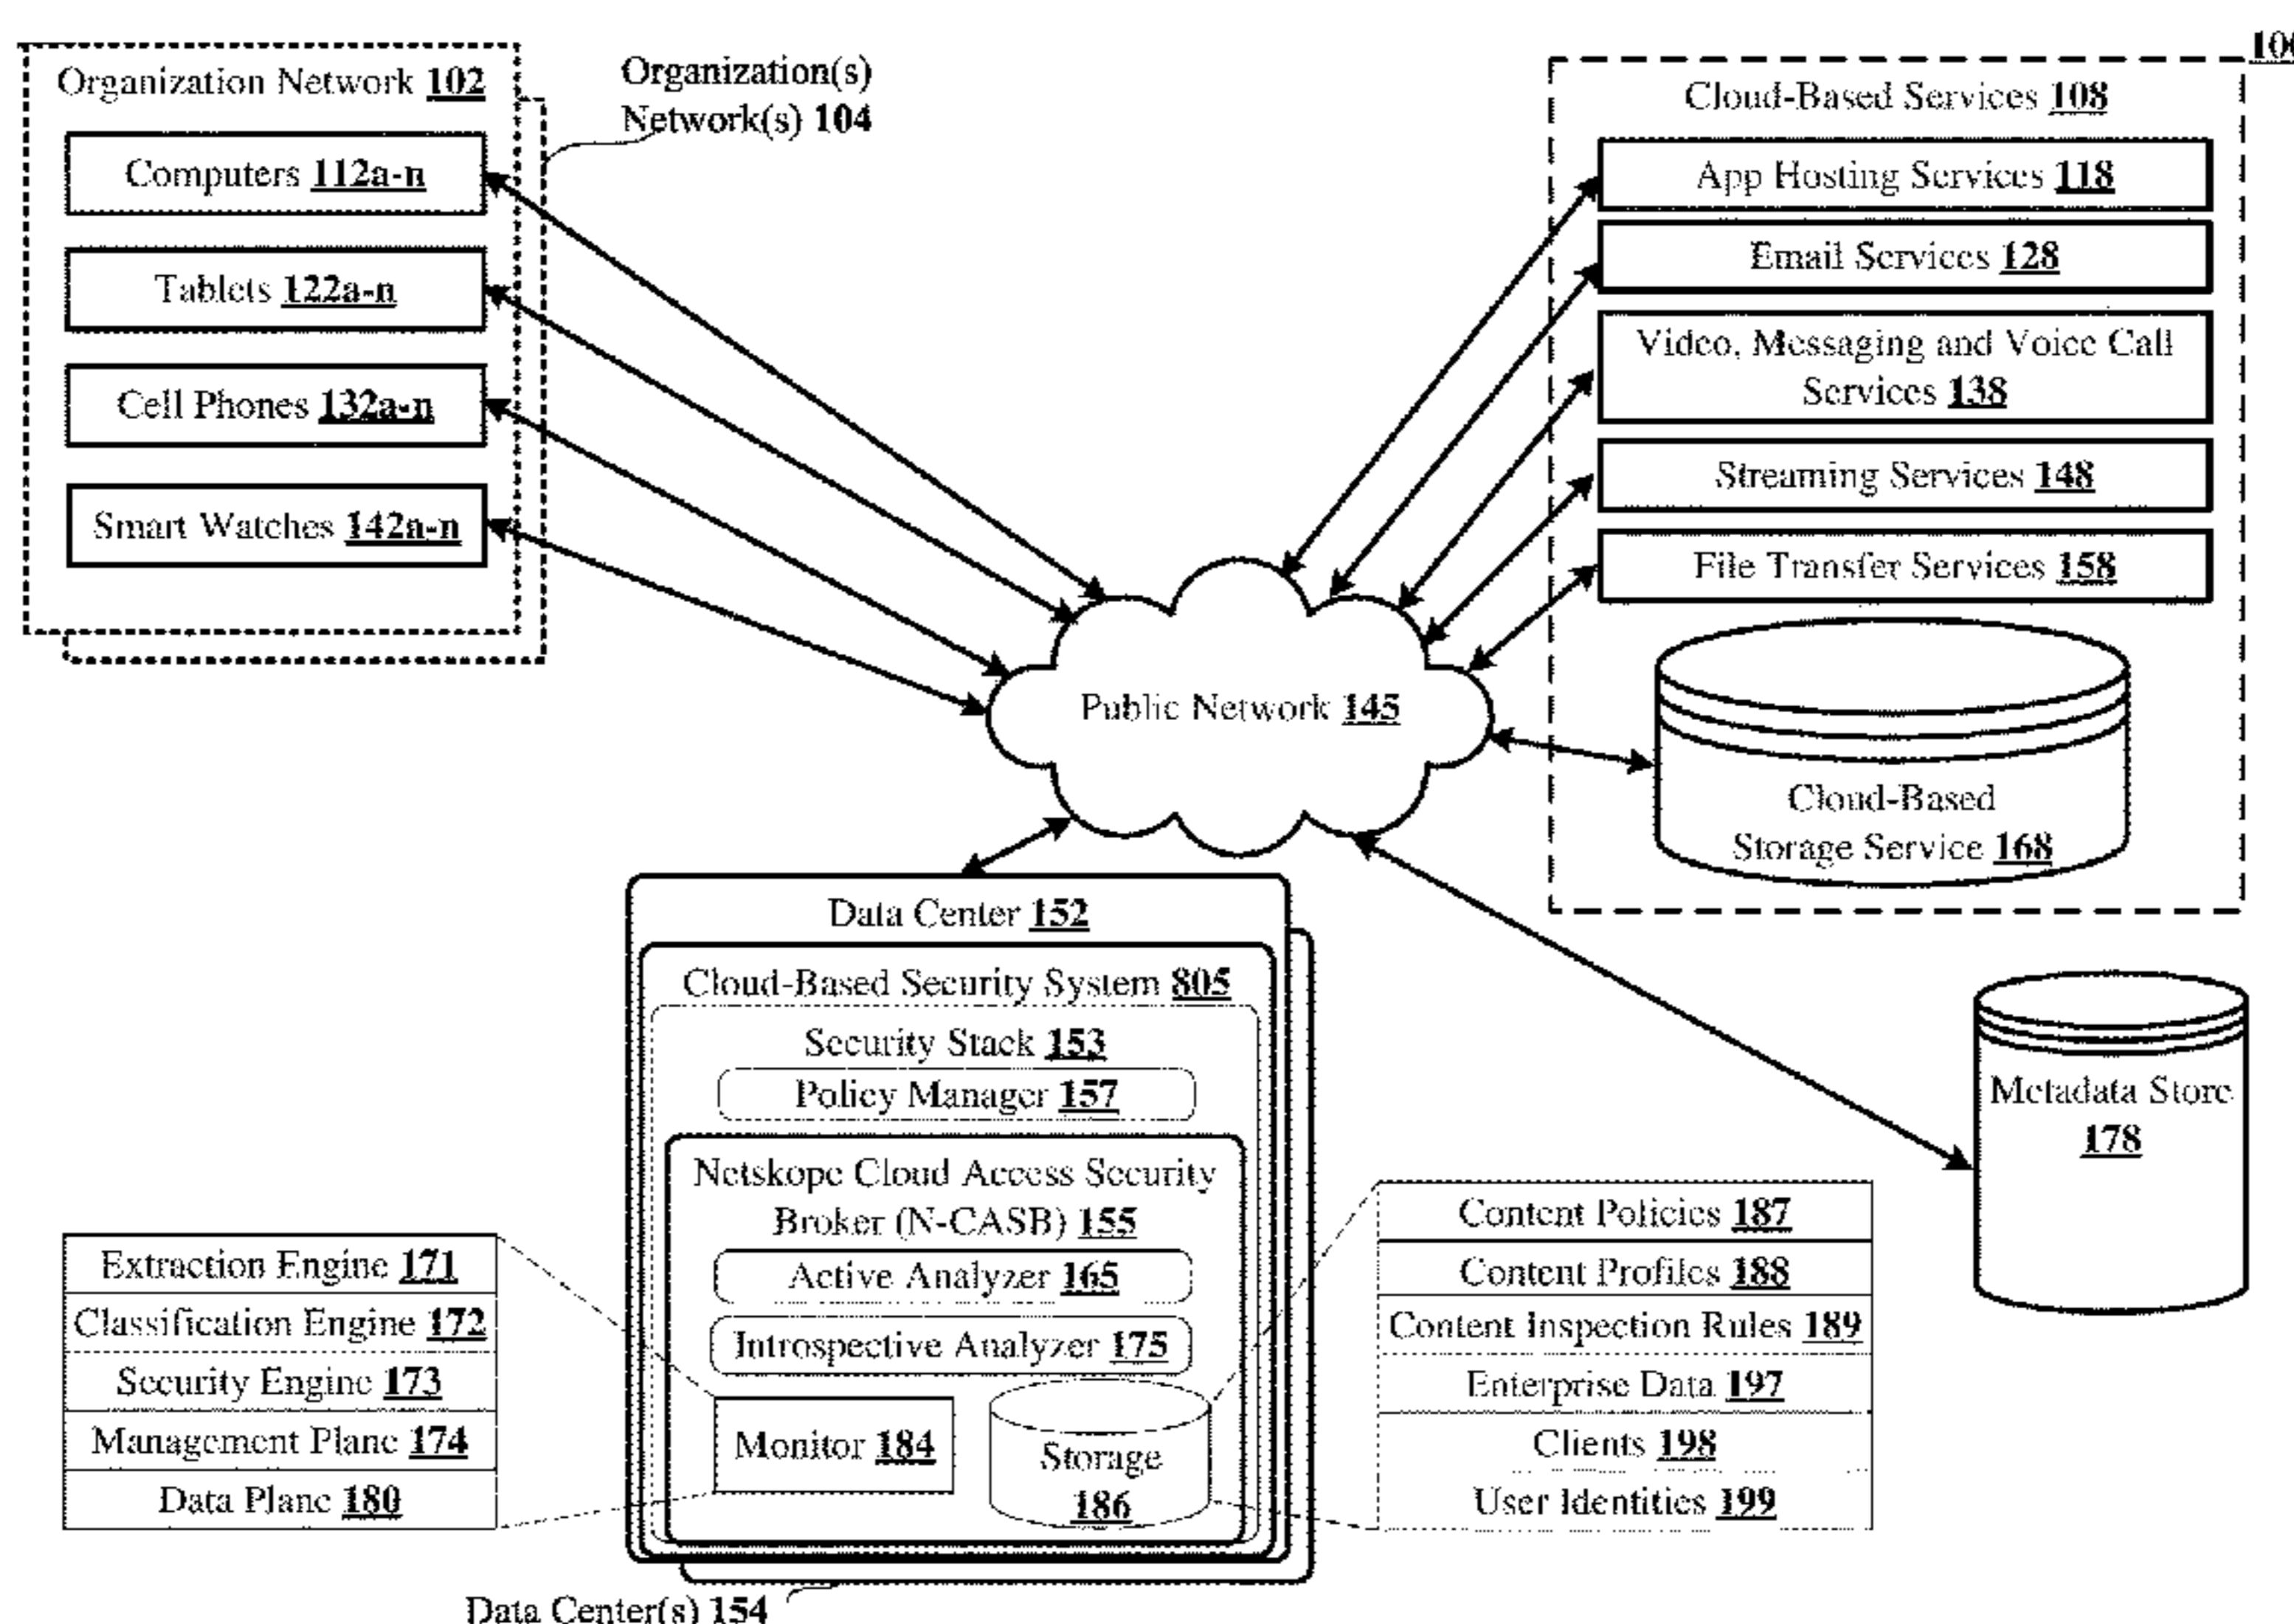 Organization Network 102
Computers 112a-n
Tablets 122a-n
Cell Phones 132a-n
Smart Watches 142a-n
Organization(s)
Network(s) 104
Cloud-Based Services 108
App Hosting Services 118
Email Services 128
Video, Messaging and Voice Call
Services 138
Streaming Services 148
File Transfer Services 158
Cloud-Based
Storage Service 168
Public Network 145
Data Center 152
Cloud-Based Security System 805
Security Stack 153
Policy Manager 157
Netskope Cloud Access Security
Broker (N-CASB) 155
Active Analyzer 165
Introspective Analyzer 175
Monitor 184
Storage
186
Data Center(s) 154
Extraction Engine 171
Classification Engine 172
Security Engine 173
Management Plane 174
Data Plane 180
Content Policies 187
Content Profiles 188
Content Inspection Rules 189
Enterprise Data 197
Clients 198
User Identities 199
Metadata Store
178